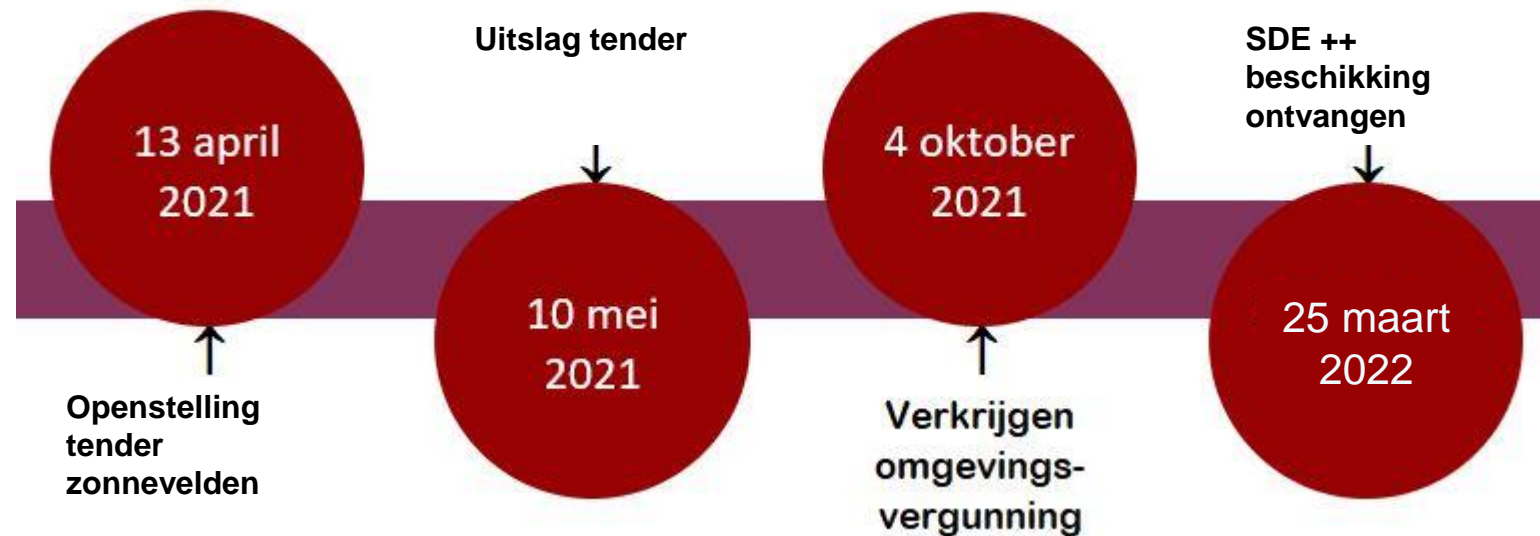 13 april
2021
Openstelling
tender
zonnevelden
Uitslag tender
10 mei
2021
4 oktober
2021
Verkrijgen
omgevings-
vergunning
SDE ++
beschikking
ontvangen
25 maart
2022